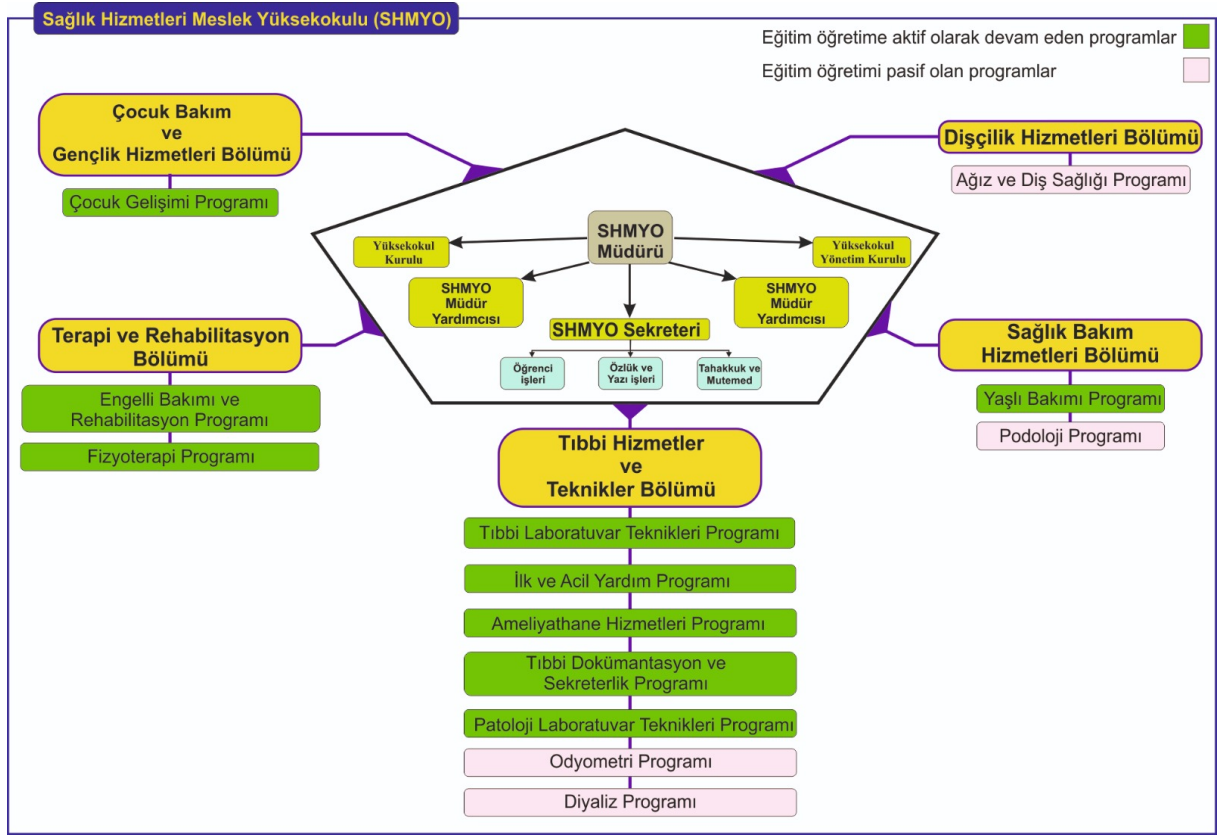 Sağlık Hizmetleri Meslek Yüksekokulu (SHMYO)
Eğitim öğretime aktif olarak devam eden programlar
Eğitim öğretimi pasif olan programlar
Çocuk Bakım
ve
Gençlik Hizmetleri Bölümü
Çocuk Gelişimi Programı
Dişçilik Hizmetleri Bölümü
Ağız ve Diş Sağlığı Programı
SHMYO
Müdürü
Yüksekokul
Kurulu
Yüksekokul
Yönetim Kurulu
SHMYO
Müdür
Yardımcısı
SHMYO
Müdür
Yardımcısı
SHMYO Sekreteri
Öğrenci
işleri
Özlük ve
Yazı işleri
Tahakkuk ve
Mutemed
Terapi ve Rehabilitasyon
Bölümü
Engelli Bakımı ve
Rehabilitasyon Programı
Fizyoterapi Programı
Sağlık Bakım
Hizmetleri Bölümü
Yaşlı Bakımı Programı
Podoloji Programı
Tıbbi Hizmetler
ve
Teknikler Bölümü
Tıbbi Laboratuvar Teknikleri Programı
İlk ve Acil Yardım Programı
Ameliyathane Hizmetleri Programı
Tıbbi Dokümantasyon ve
Sekreterlik Programı
Patoloji Laboratuvar Teknikleri Programı
Odyometri Programı
Diyaliz Programı